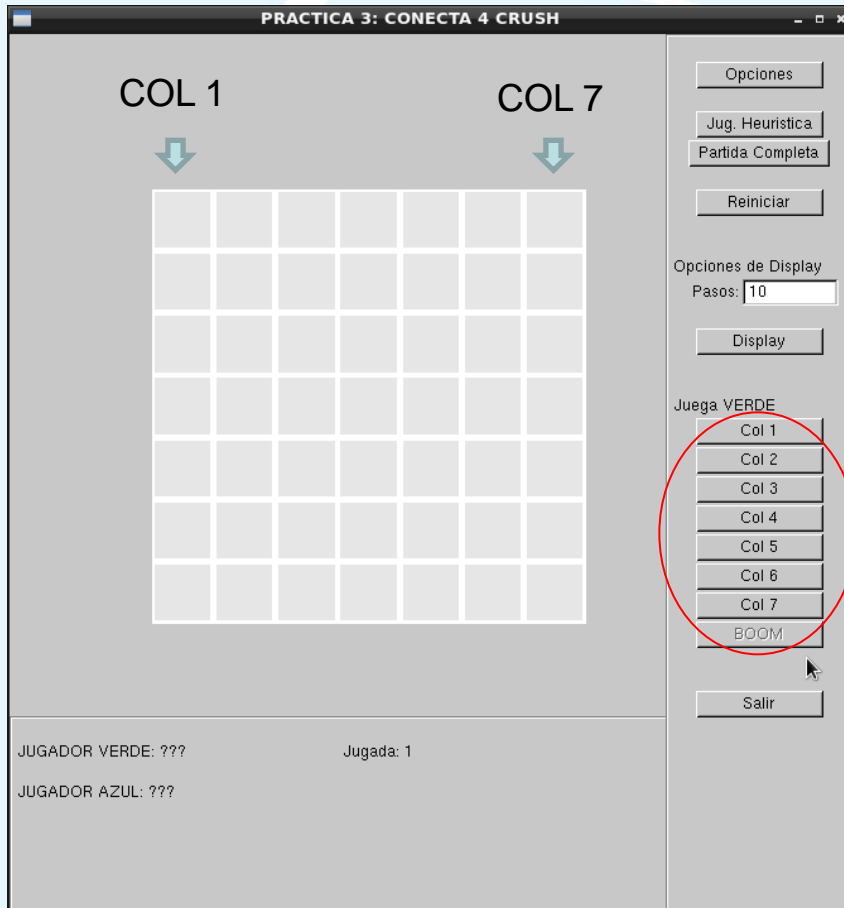 PRACTICA 3: CONECTA 4 CRUSH
COL 1
COL 7
Opciones
Jug. Heuristica
Partida Completa
Reiniciar
Opciones de Display
Pasos: 10
Display
Juega VERDE
Col 1
Col 2
Col 3
Col 4
Col 5
Col 6
Col 7
BOOM
Salir
JUGADOR VERDE: ???
Jugada: 1
JUGADOR AZUL: ???